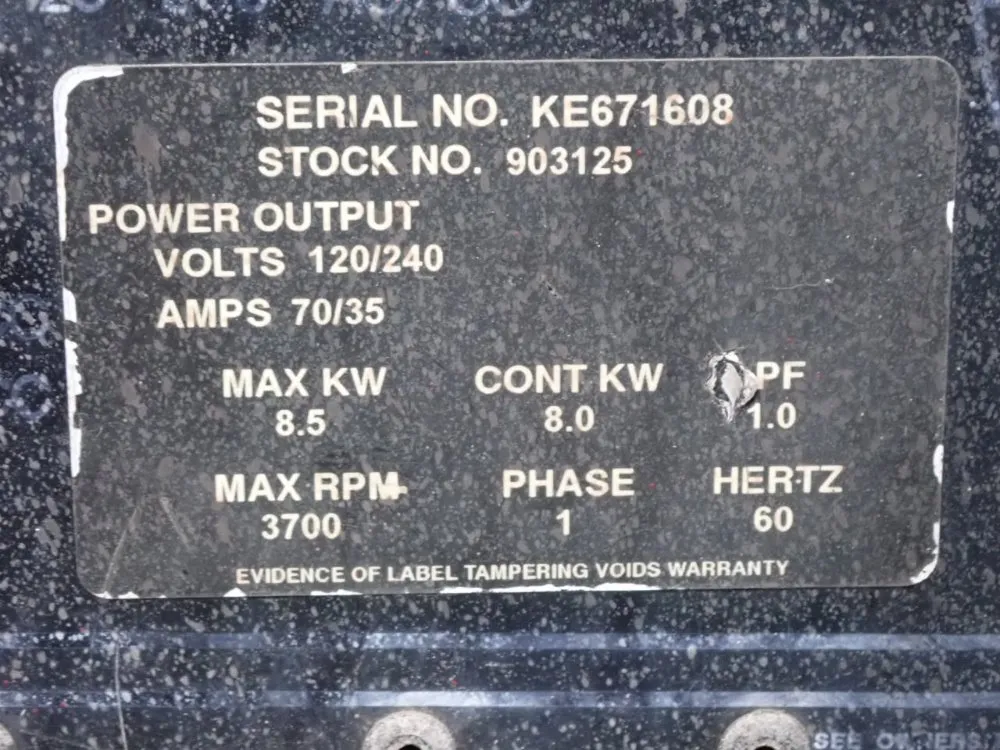 SERIAL NO. KE671608
STOCK NO. 903125
POWER OUTPUT
VOLTS 120/240
AMPS 70/35
MAX KW CONT KW PF
8.5 8.0 1.0
MAX RPM PHASE HERTZ
3700 1 60
EVIDENCE OF LABEL TAMPERING VOIDS WARRANTY
SEE